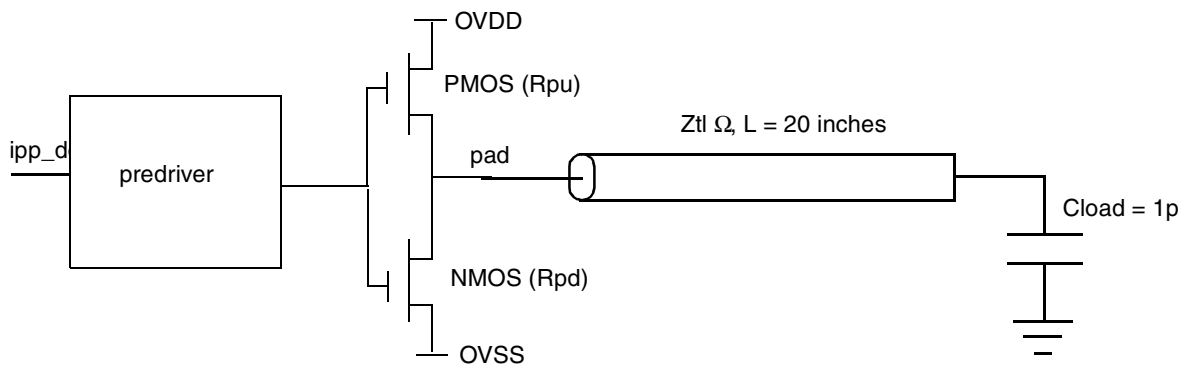 OVDD
PMOS (Rpu)
Ztl Ω, L = 20 inches
ipp_d
predriver
pad
Cload = 1p
NMOS (Rpd)
OVSS